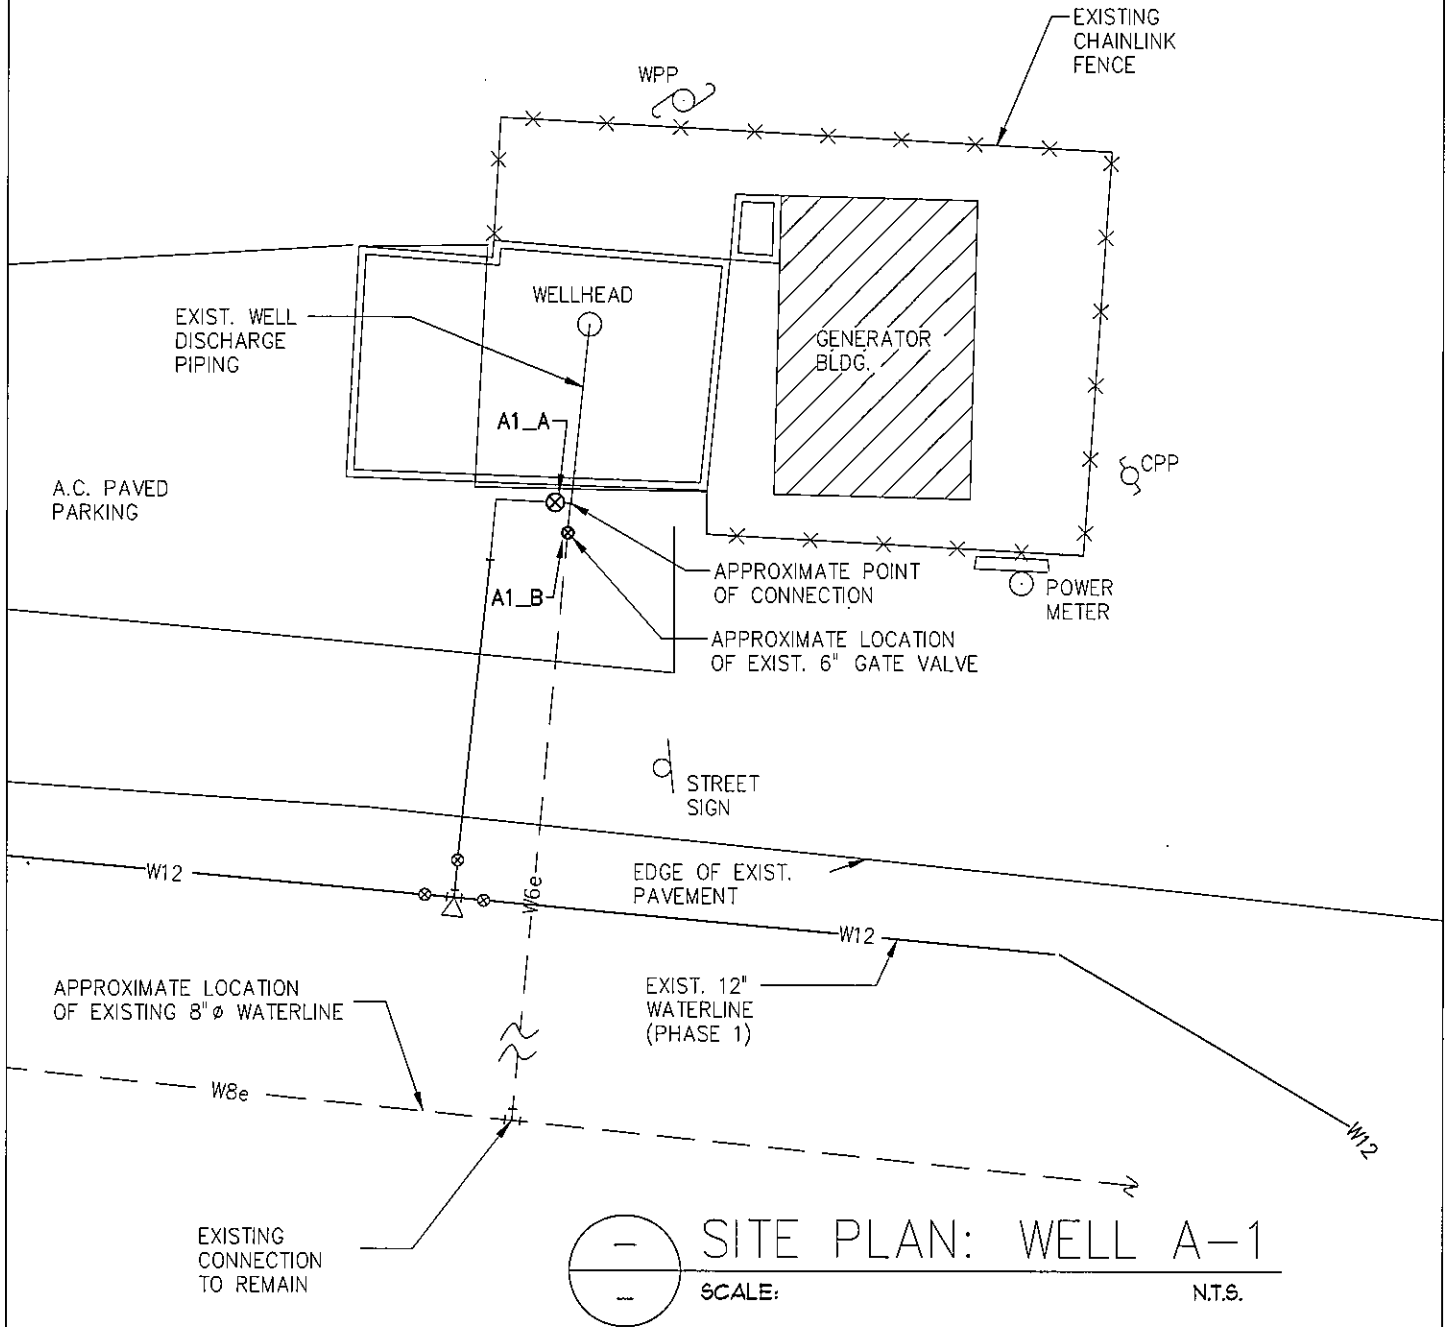 EXISTING
CHAINLINK
FENCE
WPP
WELLHEAD
EXIST. WELL
DISCHARGE
PIPING
GENERATOR
BLDG.
A1_A
CPP
A.C. PAVED
PARKING
APPROXIMATE POINT
OF CONNECTION
A1_B
POWER
METER
APPROXIMATE LOCATION
OF EXIST. 6" GATE VALVE
STREET
SIGN
W12
EDGE OF EXIST.
PAVEMENT
W6e
W12
APPROXIMATE LOCATION
OF EXISTING 8"ø WATERLINE
EXIST. 12"
WATERLINE
(PHASE 1)
W8e
W12
EXISTING
CONNECTION
TO REMAIN
SITE PLAN: WELL A-1
SCALE: N.T.S.